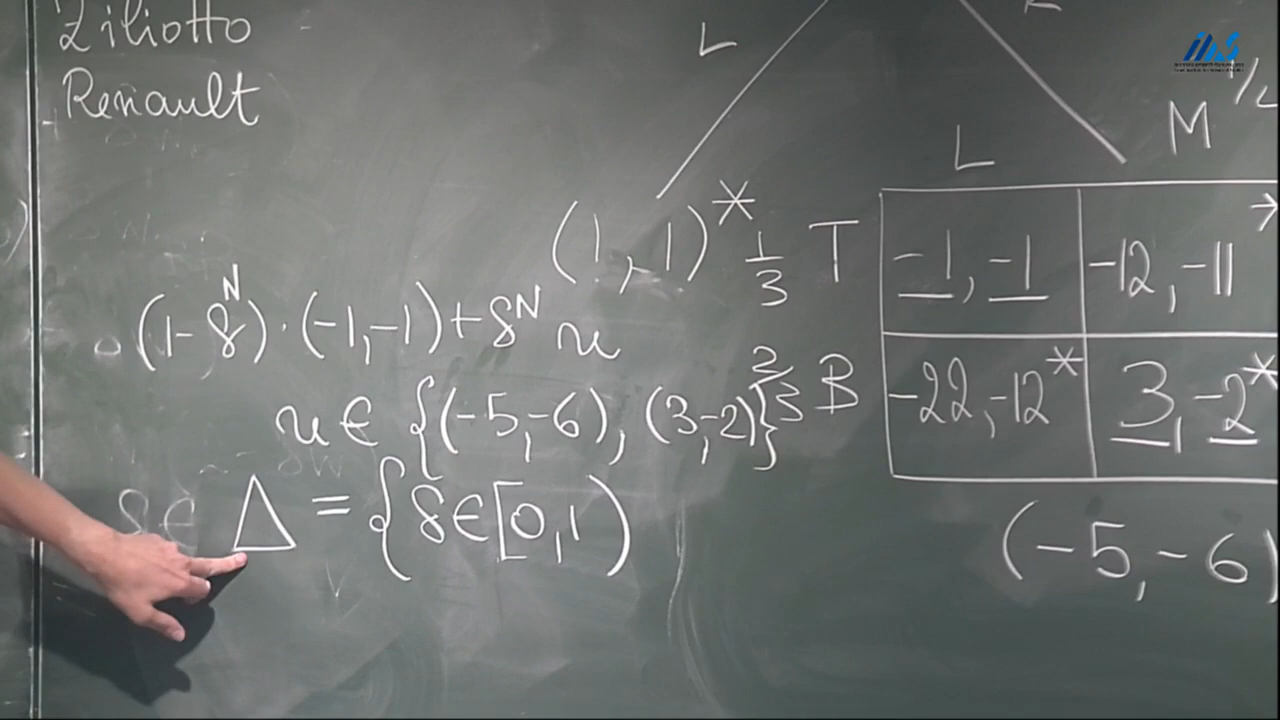 Ziliotto
Renault
L
(1,-1)* 1/3 T
L
M
-1, -1
-12, -11
-22, -12*
3, -2*
2/3 B
(1-δ^N)·(-1,-1)+δ^N u
u∈{(-5,-6), (3,-2)}
δ∈ Δ = {δ∈[0,1)
(-5,-6)